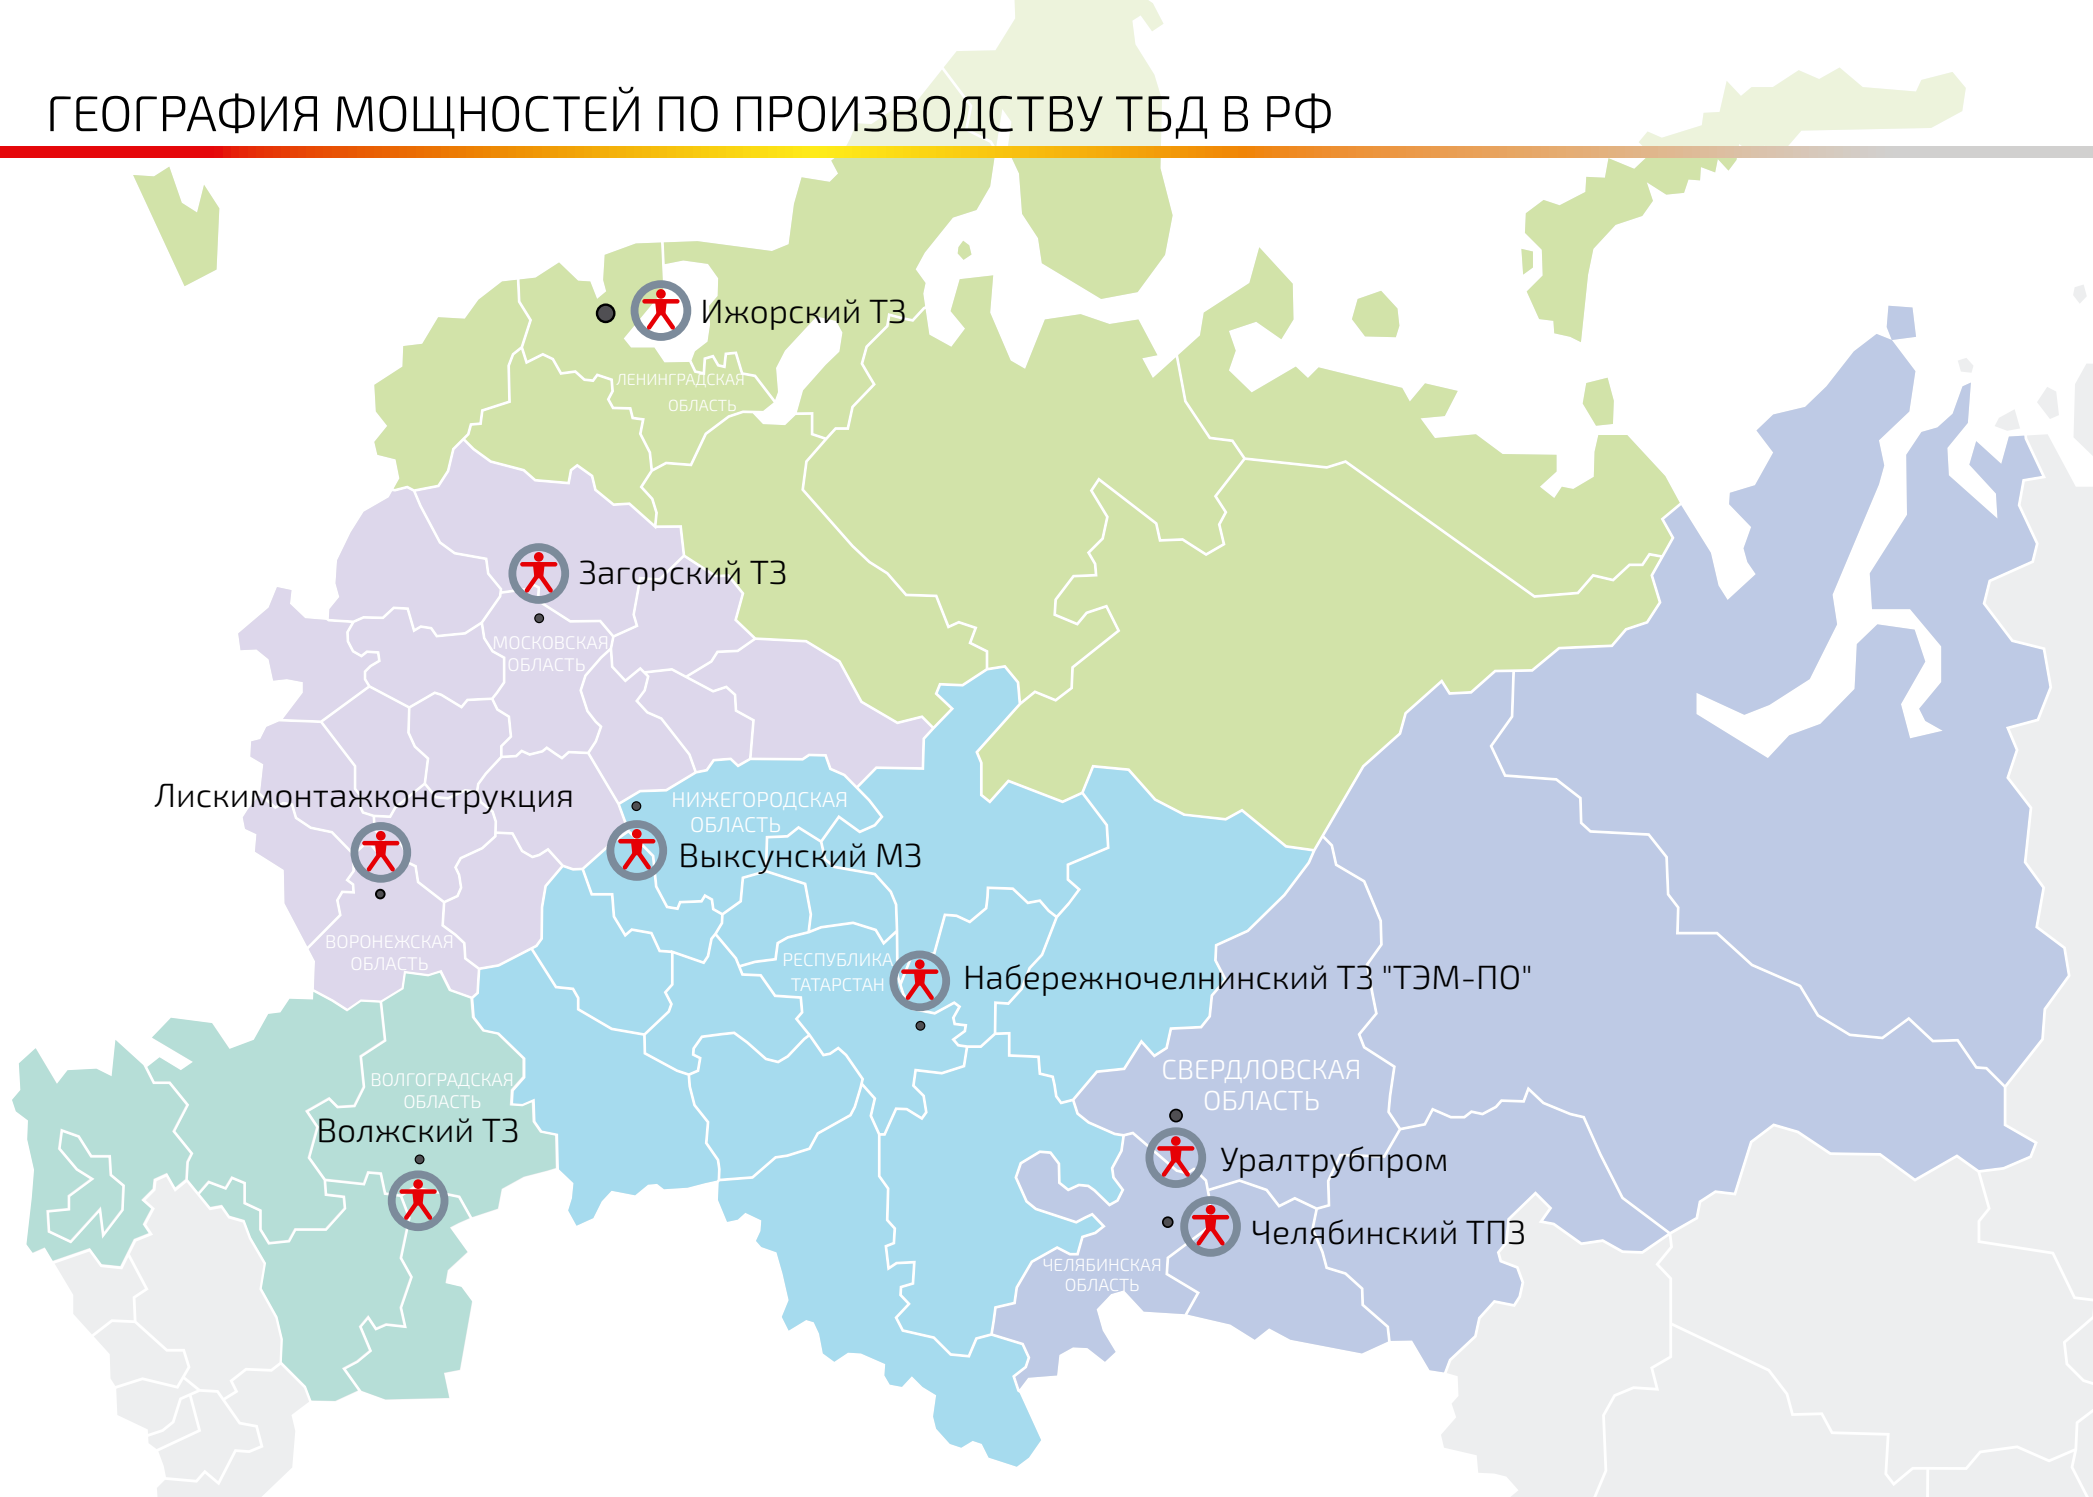 ГЕОГРАФИЯ МОЩНОСТЕЙ ПО ПРОИЗВОДСТВУ ТБД В РФ
Ижорский ТЗ
ЛЕНИНГРАДСКАЯ
ОБЛАСТЬ
Загорский ТЗ
МОСКОВСКАЯ
ОБЛАСТЬ
Лискимонтажконструкция
НИЖЕГОРОДСКАЯ
ОБЛАСТЬ
Выксунский МЗ
ВОРОНЕЖСКАЯ
ОБЛАСТЬ
РЕСПУБЛИКА
ТАТАРСТАН
Набережночелнинский ТЗ "ТЭМ-ПО"
ВОЛГОГРАДСКАЯ
ОБЛАСТЬ
Волжский ТЗ
СВЕРДЛОВСКАЯ
ОБЛАСТЬ
Уралтрубпром
Челябинский ТПЗ
ЧЕЛЯБИНСКАЯ
ОБЛАСТЬ